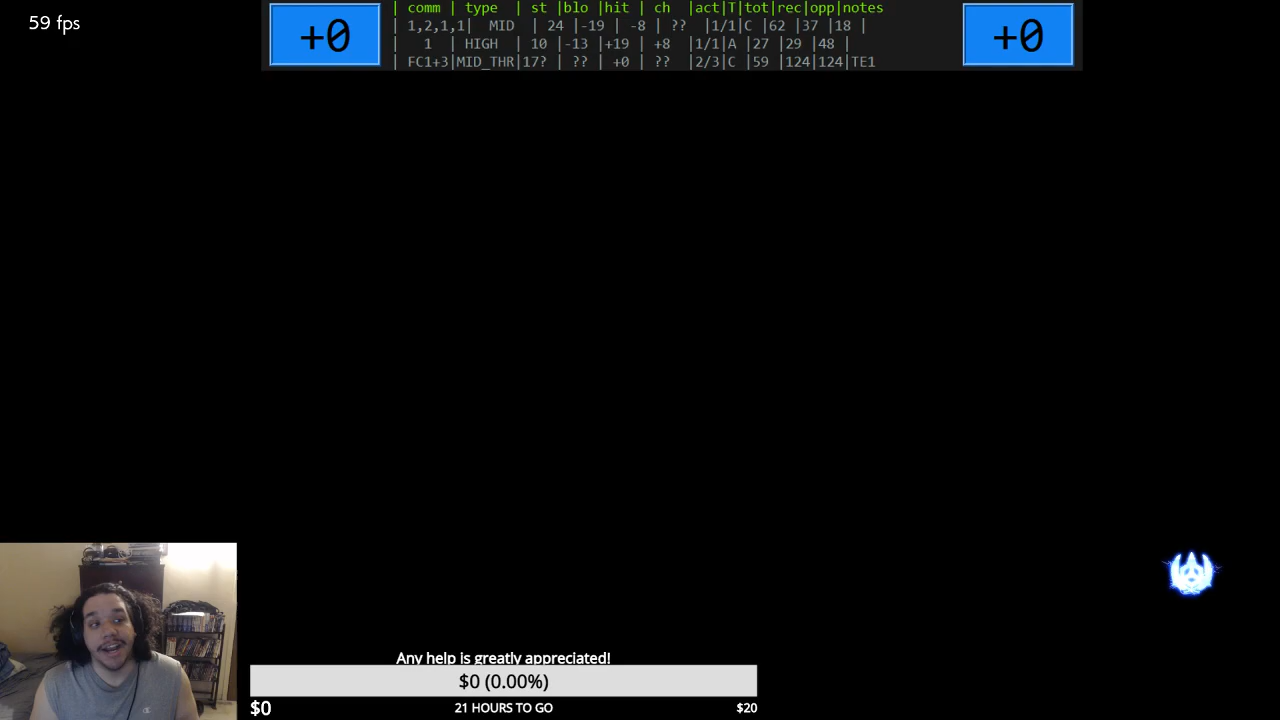 59 fps
+0
| comm | type | st |blo |hit | ch |act|T|tot|rec|opp|notes
| 1,2,1,1| MID | 24 |-19 | -8 | ?? |1/1|C |62 |37 |18 |
| 1 | HIGH | 10 |-13 |+19 | +8 |1/1|A |27 |29 |48 |
| FC1+3|MID_THR|17? | ?? | +0 | ?? |2/3|C |59 |124|124|TE1
+0
Any help is greatly appreciated!
$0 (0.00%)
$0 21 HOURS TO GO $20